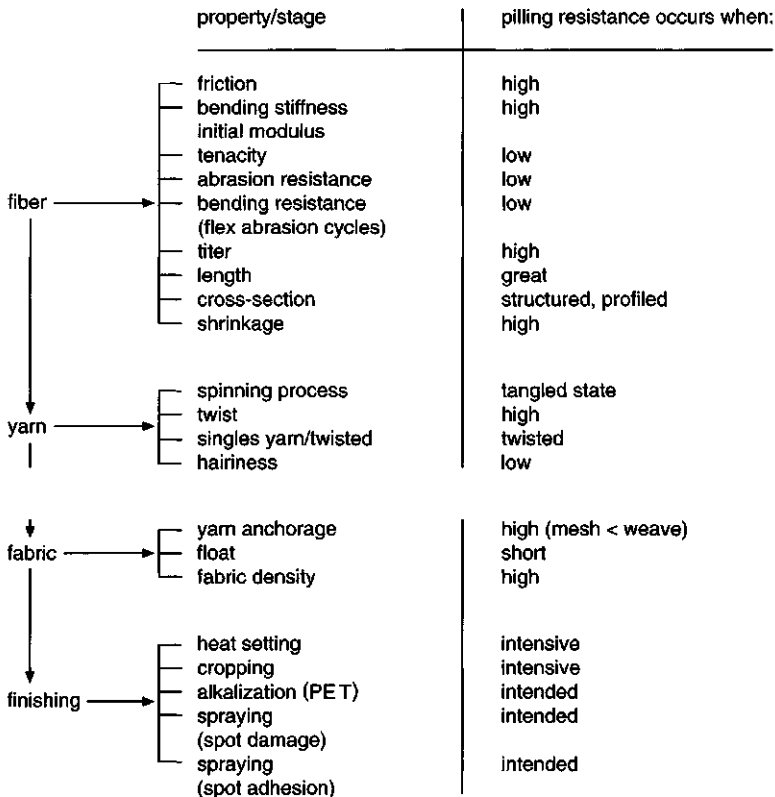 property/stage pilling resistance occurs when:
friction high
bending stiffness high
initial modulus
tenacity low
abrasion resistance low
fiber bending resistance low
(flex abrasion cycles)
titer high
length great
cross-section structured, profiled
shrinkage high
spinning process tangled state
twist high
yarn singles yarn/twisted twisted
hairiness low
yarn anchorage high (mesh < weave)
fabric float short
fabric density high
heat setting intensive
cropping intensive
finishing alkalization (PET) intended
spraying intended
(spot damage)
spraying intended
(spot adhesion)